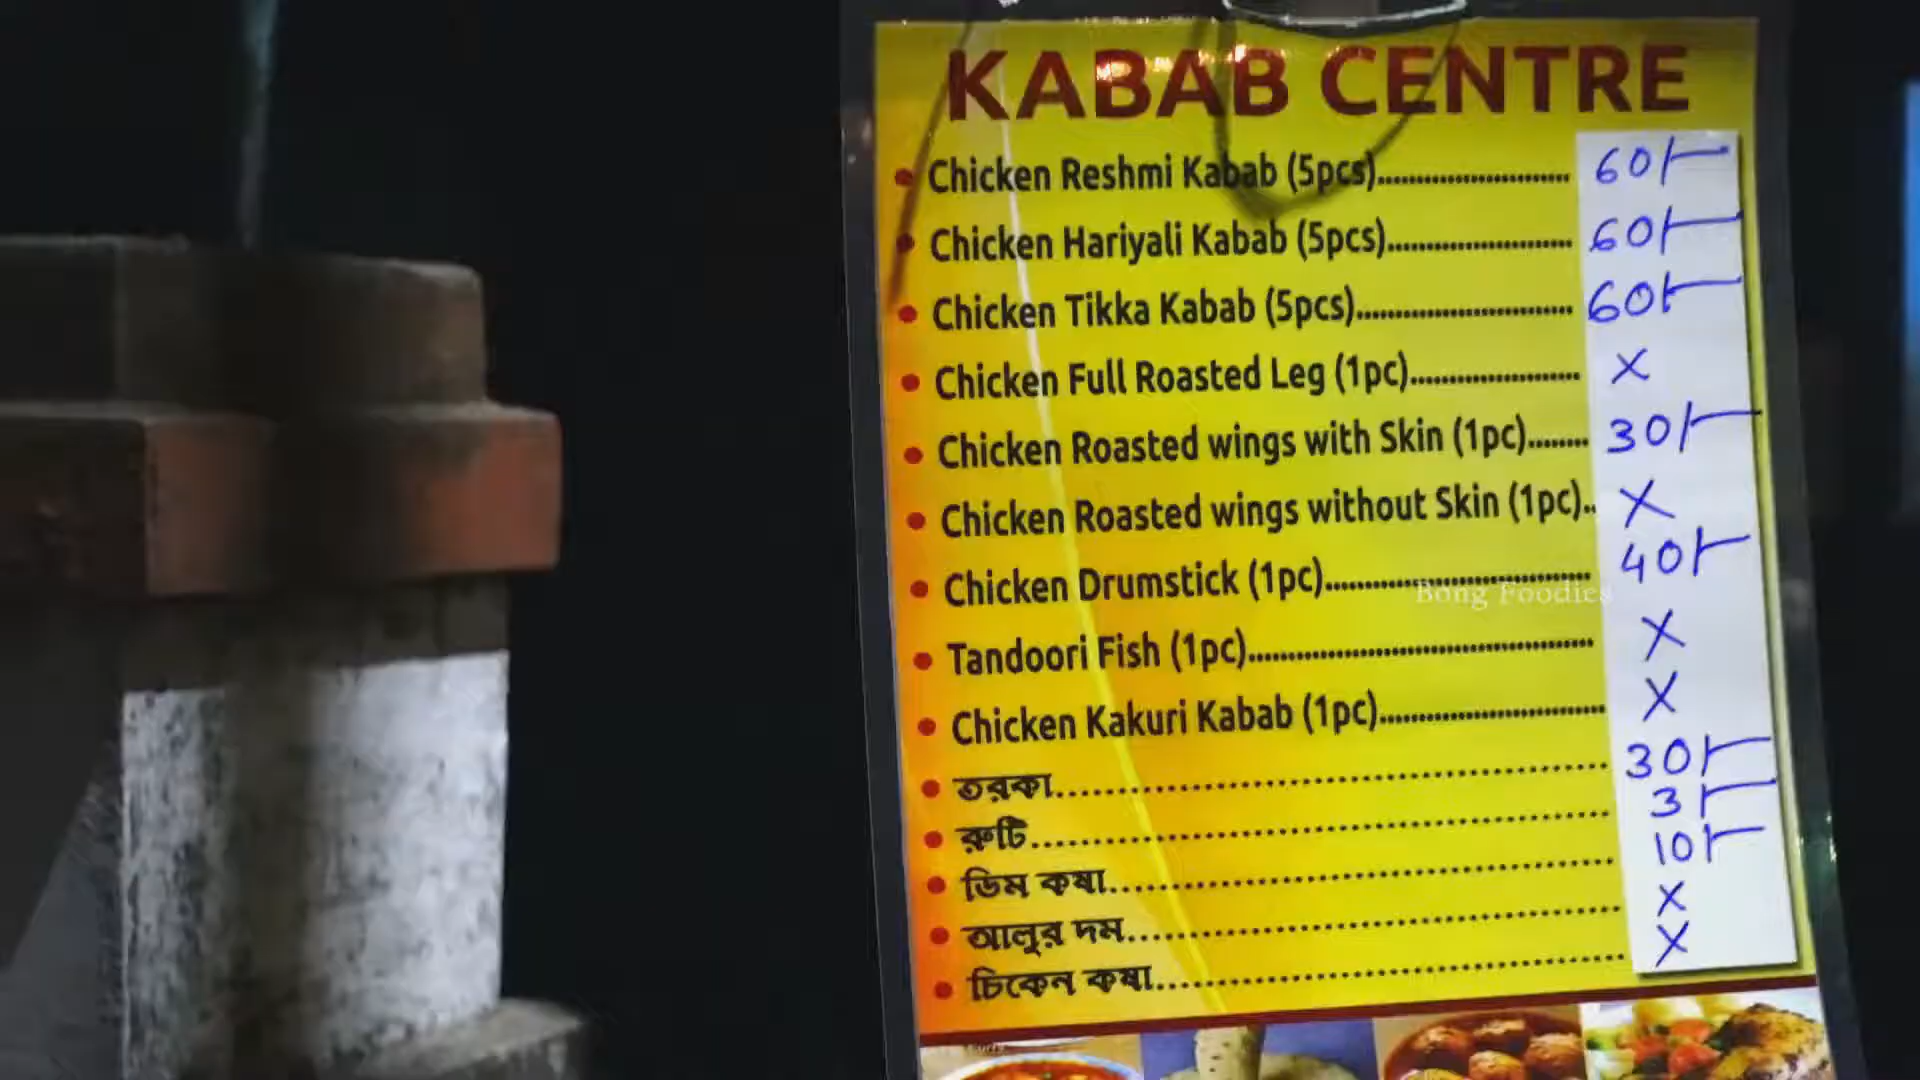 KABAB CENTRE
• Chicken Reshmi Kabab (5pcs)........................ 60/-
• Chicken Hariyali Kabab (5pcs)....................... 60/-
• Chicken Tikka Kabab (5pcs)........................... 60/-
• Chicken Full Roasted Leg (1pc)..................... X
• Chicken Roasted wings with Skin (1pc)........ 30/-
• Chicken Roasted wings without Skin (1pc).. X
• Chicken Drumstick (1pc)................................ 40/-
Bong Foodies
• Tandoori Fish (1pc).......................................... X
• Chicken Kakuri Kabab (1pc)........................... X
• তরকা.......................................................... 30/-
• রুটি............................................................. 3/-
• ডিম কষা..................................................... 10/-
• আলুর দম.................................................... X
• চিকেন কষা................................................. X